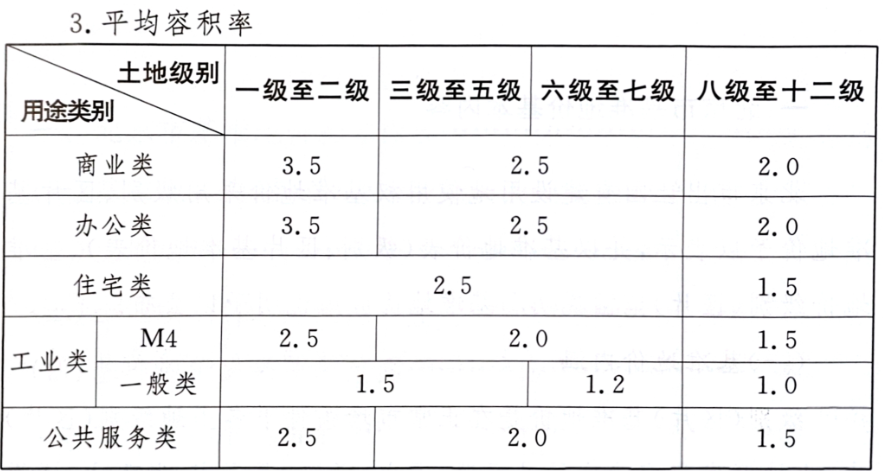 3.平均容积率
土地级别
用途类别
一级至二级 三级至五级 六级至七级 八级至十二级
商业类 3.5 2.5 2.0
办公类 3.5 2.5 2.0
住宅类 2.5 1.5
工业类 M4 2.5 2.0 1.5
一般类 1.5 1.2 1.0
公共服务类 2.5 2.0 1.5